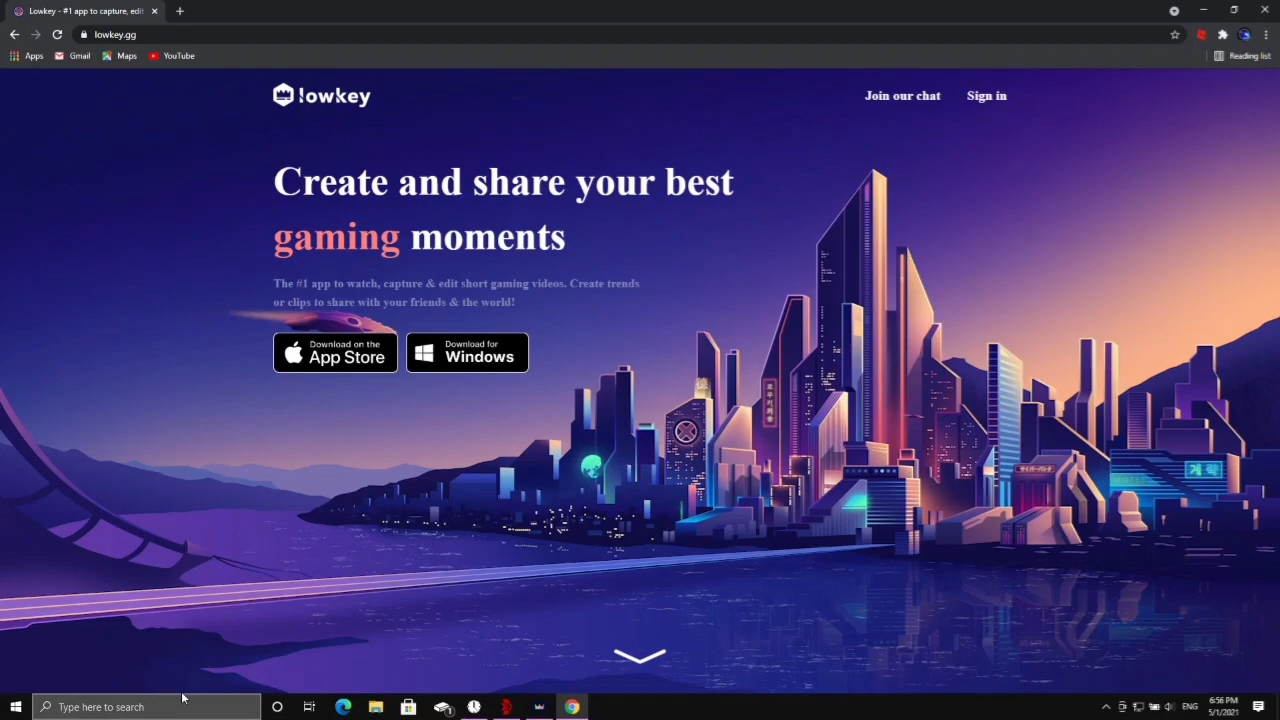 Lowkey - #1 app to capture, edit
lowkey.gg
Apps Gmail Maps YouTube Reading list
lowkey Join our chat Sign in
Create and share your best
gaming moments
The #1 app to watch, capture & edit short gaming videos. Create trends
or clips to share with your friends & the world!
Download on the
App Store
Download for
Windows
Type here to search
ENG
6:56 PM
5/1/2021